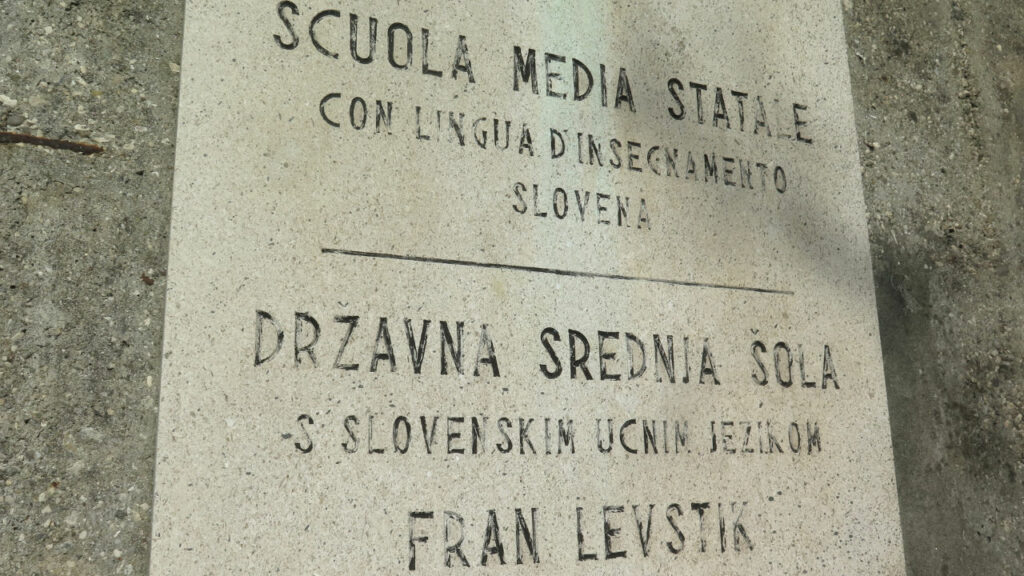 SCUOLA MEDIA STATALE
CON LINGUA D'INSEGNAMENTO
SLOVENA
DRŽAVNA SREDNJA ŠOLA
S SLOVENSKIM UCNIM JEZIKOM
FRAN LEVSTIK